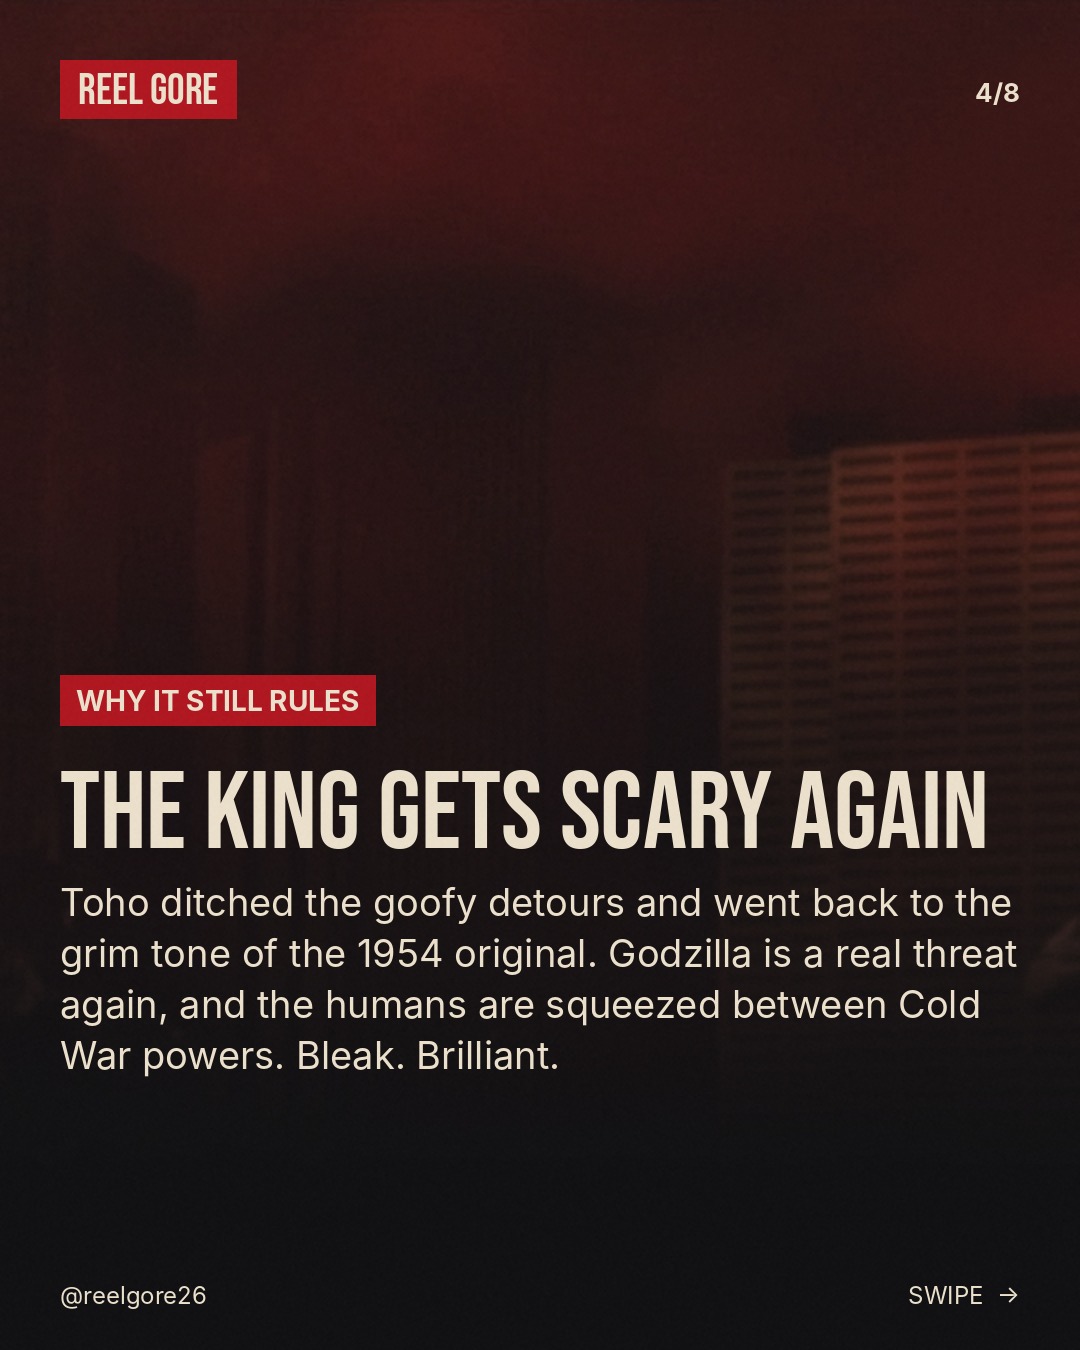 REEL GORE
4/8
WHY IT STILL RULES
THE KING GETS SCARY AGAIN
Toho ditched the goofy detours and went back to the
grim tone of the 1954 original. Godzilla is a real threat
again, and the humans are squeezed between Cold
War powers. Bleak. Brilliant.
@reelgore26
SWIPE →